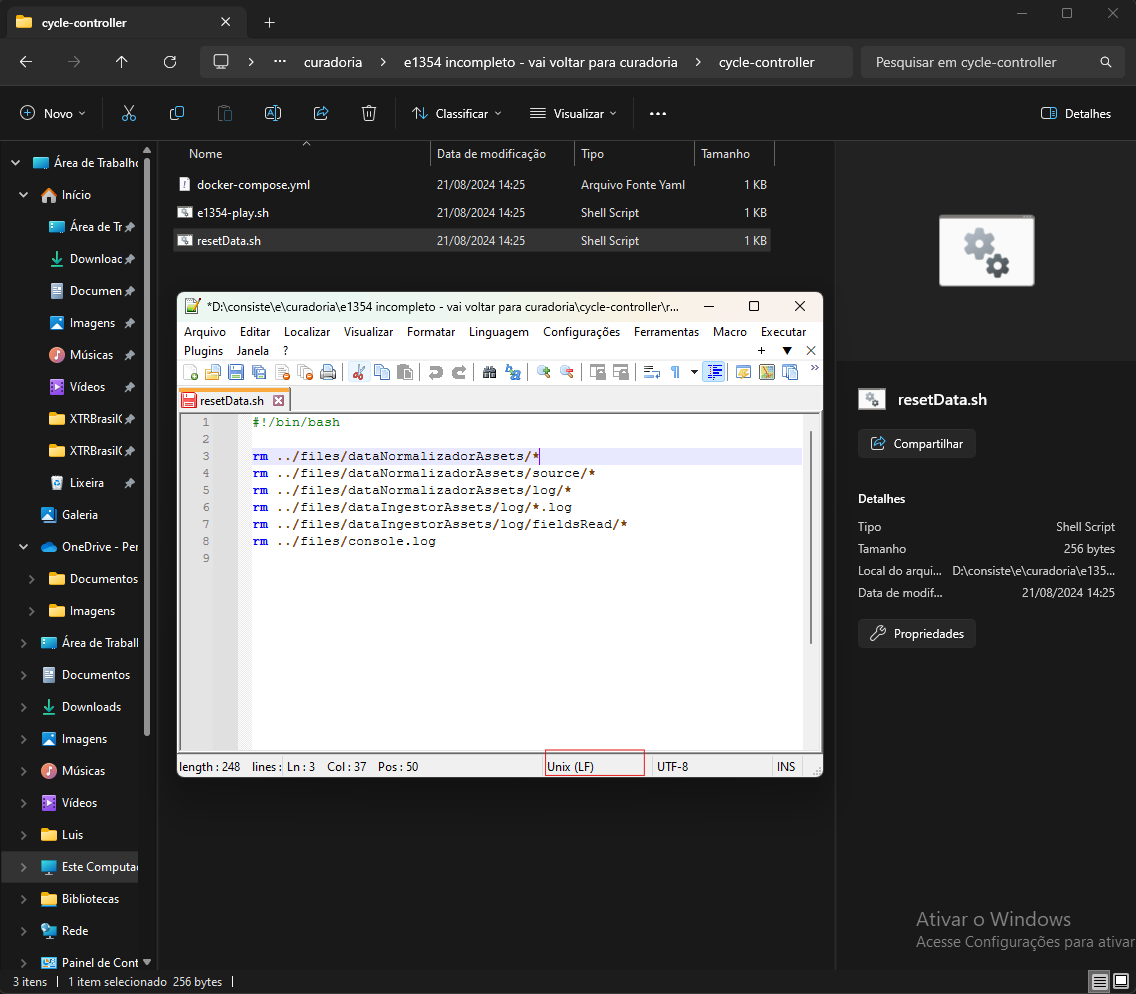 cycle-controller
curadoria
e1354 incompleto - vai voltar para curadoria
cycle-controller
Pesquisar em cycle-controller
Novo
Classificar
Visualizar
Detalhes
Nome Data de modificação Tipo Tamanho
docker-compose.yml 21/08/2024 14:25 Arquivo Fonte Yaml 1 KB
e1354-play.sh 21/08/2024 14:25 Shell Script 1 KB
resetData.sh 21/08/2024 14:25 Shell Script 1 KB
Área de Trabalho
Início
Área de Tr
Downloac
Documen
Imagens
Músicas
Vídeos
XTRBrasil(
XTRBrasil(
Lixeira
Galeria
OneDrive - Per
Documentos
Imagens
Área de Traball
Documentos
Downloads
Imagens
Músicas
Vídeos
Luis
Este Computa
Bibliotecas
Rede
Painel de Cont
*D:\consiste\e\curadoria\e1354 incompleto - vai voltar para curadoria\cycle-controller\r...
Arquivo Editar Localizar Visualizar Formatar Linguagem Configurações Ferramentas Macro Executar
Plugins Janela ?
resetData.sh
1 #!/bin/bash
2
3 rm ../files/dataNormalizadorAssets/*
4 rm ../files/dataNormalizadorAssets/source/*
5 rm ../files/dataNormalizadorAssets/log/*
6 rm ../files/dataIngestorAssets/log/*.log
7 rm ../files/dataIngestorAssets/log/fieldsRead/*
8 rm ../files/console.log
9
length : 248 lines : Ln : 3 Col : 37 Pos : 50 Unix (LF) UTF-8 INS
resetData.sh
Compartilhar
Detalhes
Tipo Shell Script
Tamanho 256 bytes
Local do arqui... D:\consiste\e\curadoria\e135...
Data de modif... 21/08/2024 14:25
Propriedades
Ativar o Windows
Acesse Configurações para ativar
3 itens 1 item selecionado 256 bytes